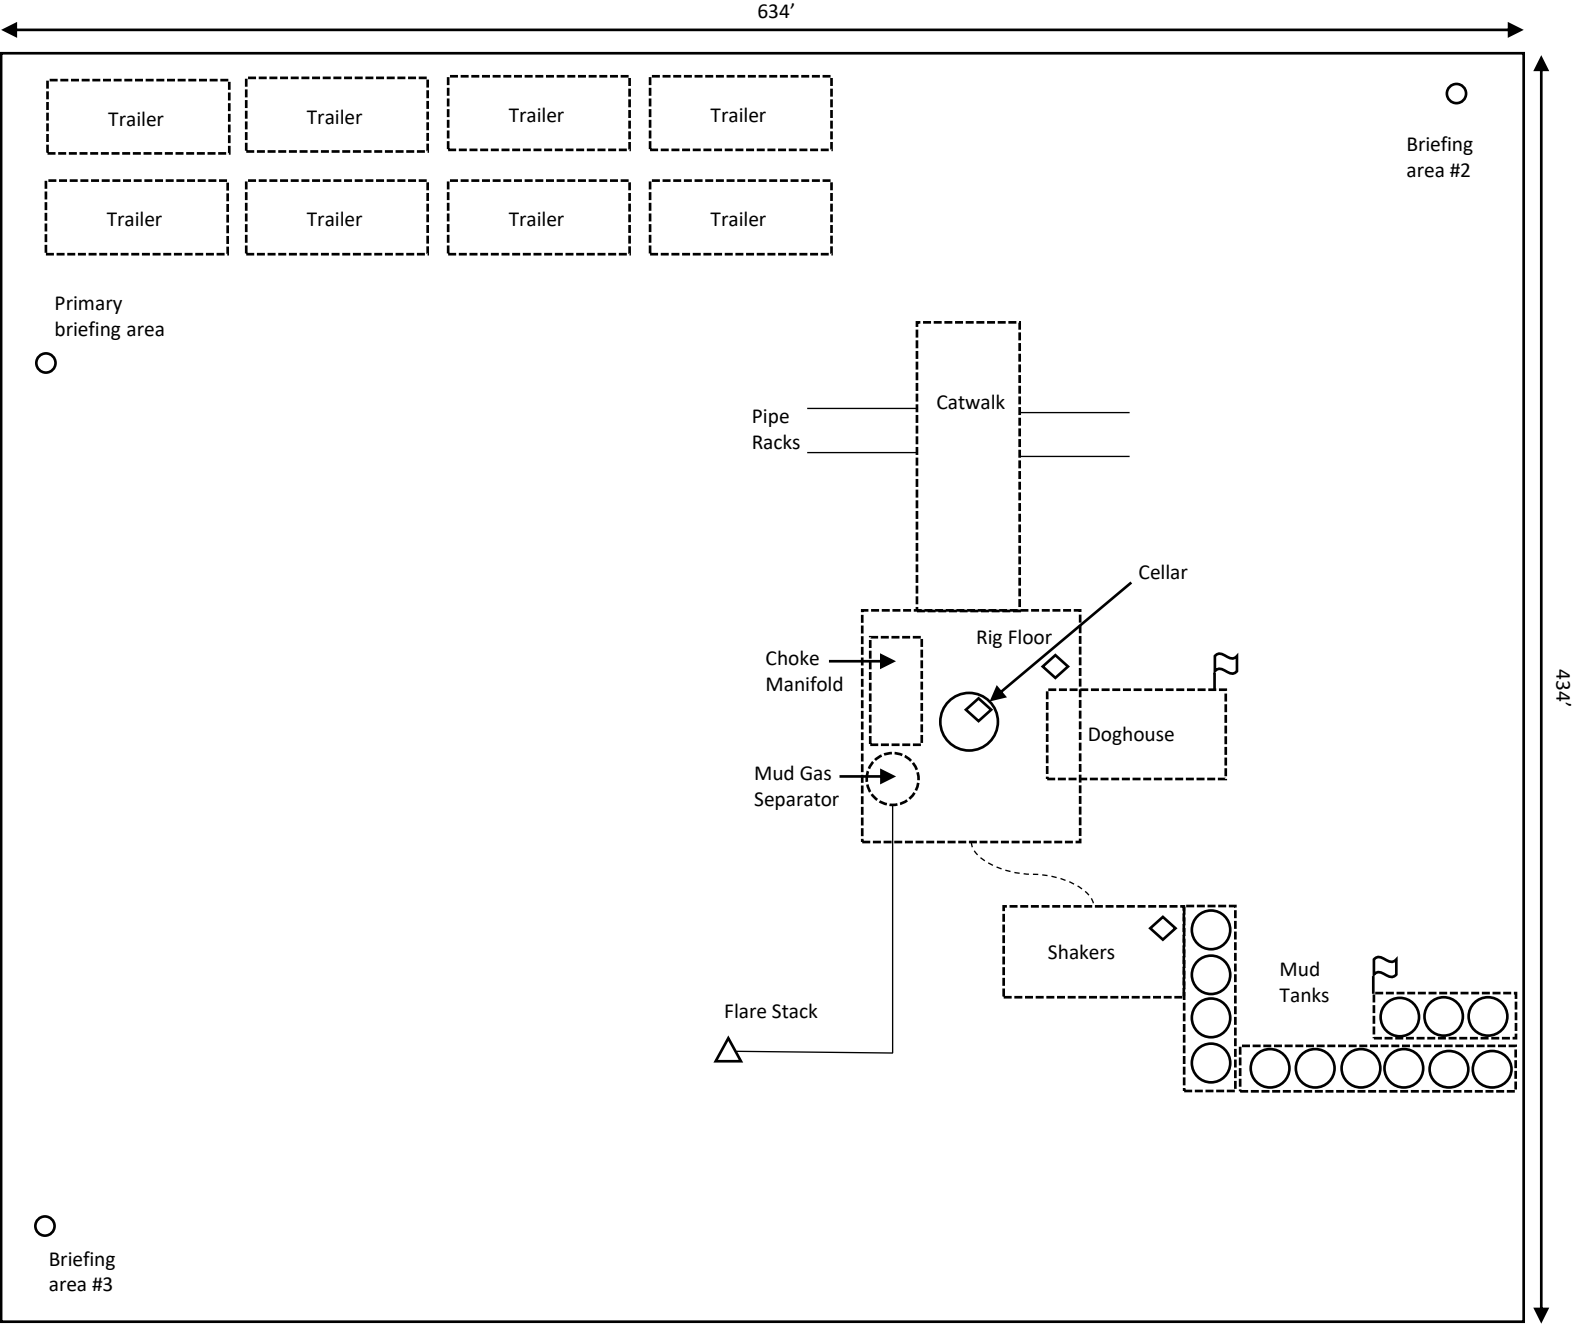 634’
Trailer
Trailer
Trailer
Trailer
Briefing
area #2
Trailer
Trailer
Trailer
Trailer
Primary
briefing area
Catwalk
Pipe
Racks
Cellar
Rig Floor
Choke
Manifold
434’
Doghouse
Mud Gas
Separator
Shakers
Mud
Tanks
Flare Stack
Briefing
area #3